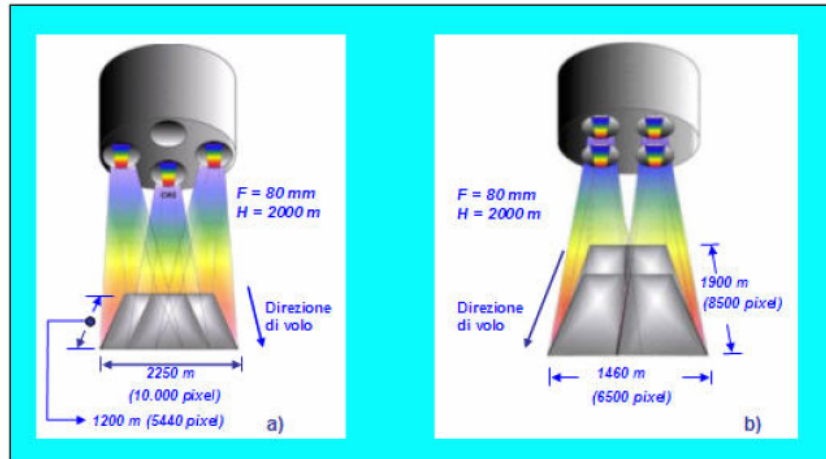 F = 80 mm
H = 2000 m
Direzione
di volo
2250 m
(10.000 pixel)
1200 m (5440 pixel)
a)
F = 80 mm
H = 2000 m
Direzione
di volo
1900 m
(8500 pixel)
1460 m
(6500 pixel)
b)